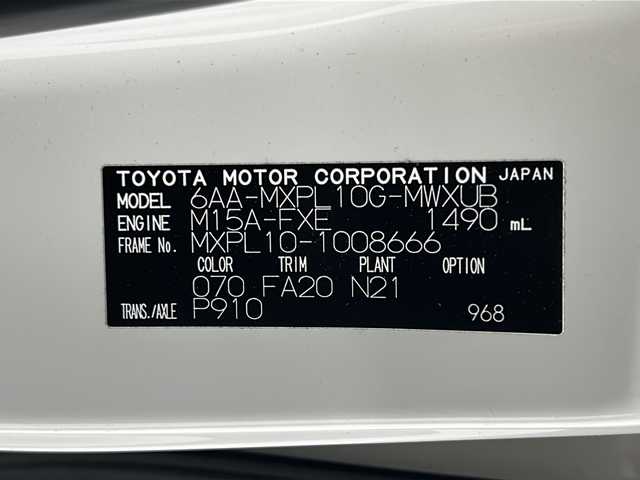 TOYOTA MOTOR CORPORATION JAPAN
MODEL 6AA-MXPL10G-MWXUB
ENGINE M15A-FXE 1490 mL
FRAME No. MXPL10-1008666
COLOR TRIM PLANT OPTION
070 FA20 N21
TRANS./AXLE P910 968